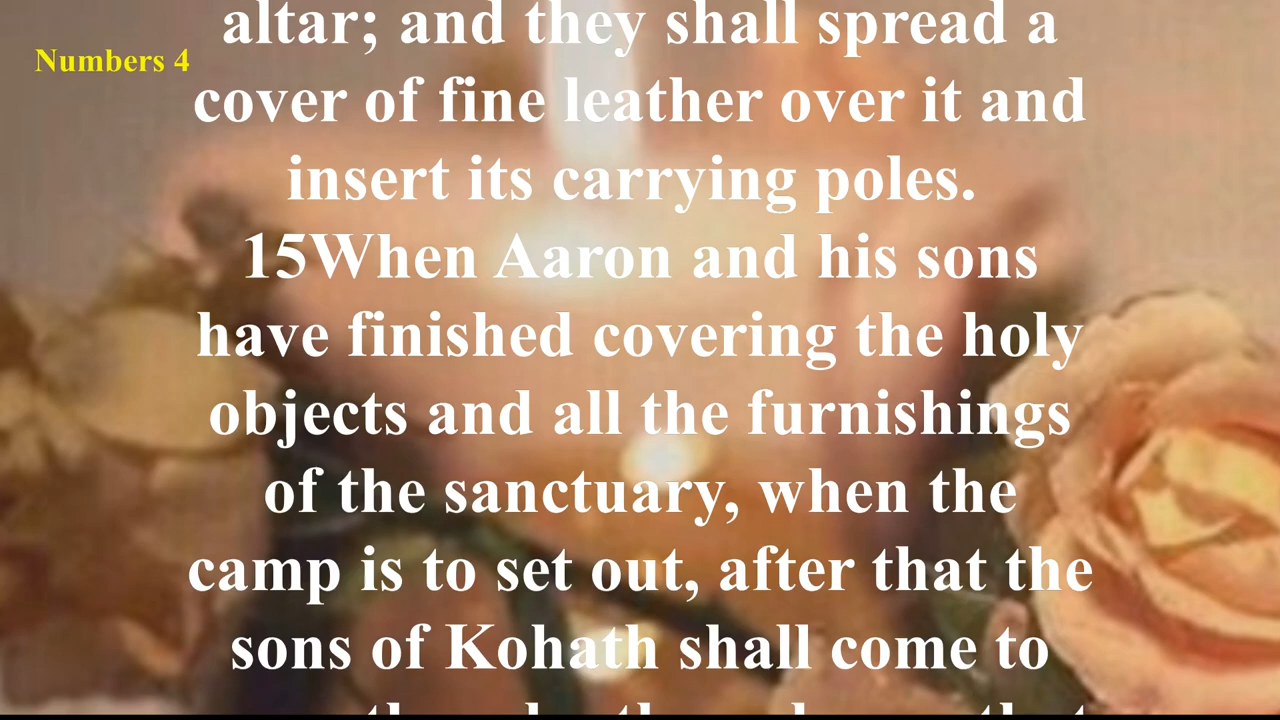 altar; and they shall spread a
Numbers 4
cover of fine leather over it and
insert its carrying poles.
15When Aaron and his sons
have finished covering the holy
objects and all the furnishings
of the sanctuary, when the
camp is to set out, after that the
sons of Kohath shall come to